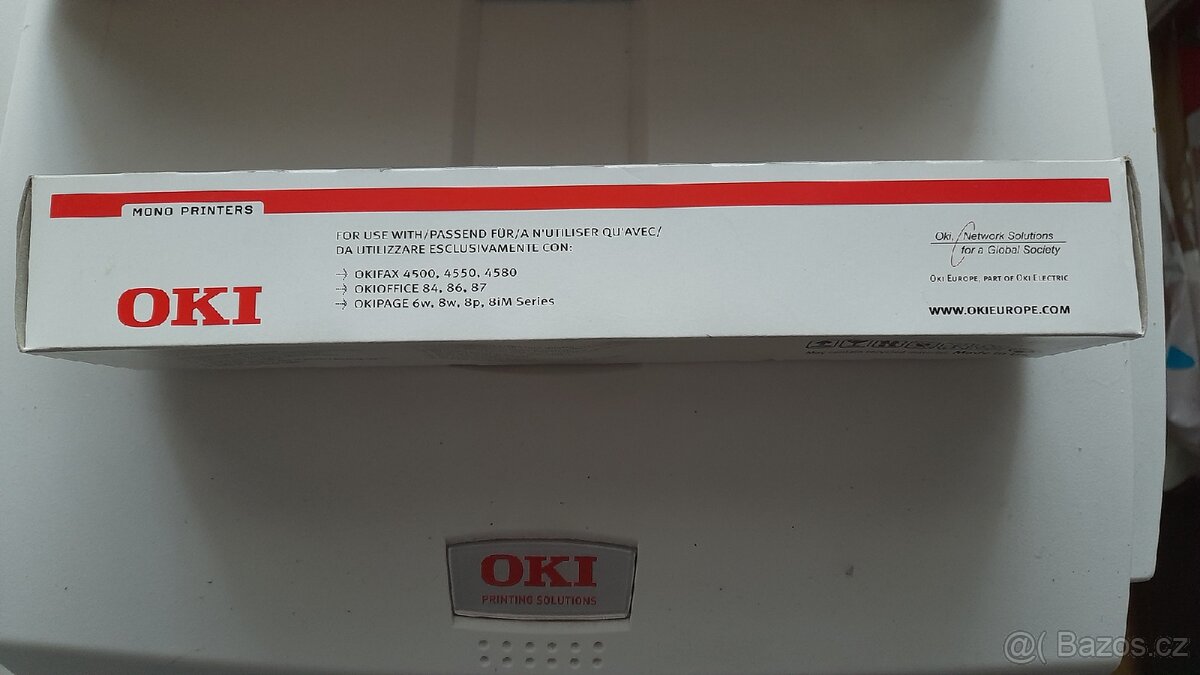 MONO PRINTERS
OKI
FOR USE WITH/PASSEND FÜR/A N'UTILISER QU'AVEC/
DA UTILIZZARE ESCLUSIVAMENTE CON:
→ OKIFAX 4500, 4550, 4580
→ OKIOFFICE 84, 86, 87
→ OKIPAGE 6w, 8w, 8p, 8iM Series
Oki, Network Solutions
for a Global Society
OKI EUROPE, PART OF OKI ELECTRIC
WWW.OKIEUROPE.COM
OKI
PRINTING SOLUTIONS
@( Bazos.cz